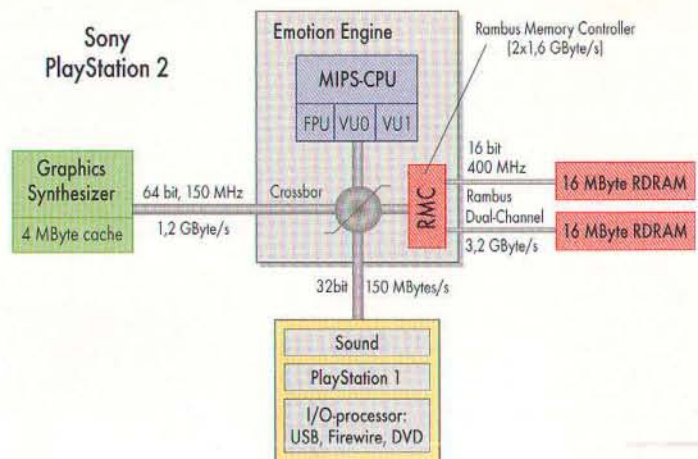 Sony
PlayStation 2
Emotion Engine
MIPS-CPU
FPU VU0 VU1
Rambus Memory Controller
(2x1,6 GByte/s)
Graphics
Synthesizer
4 MByte cache
64 bit, 150 MHz
1,2 GByte/s
Crossbar
RMC
16 bit
400 MHz
Rambus
Dual-Channel
3,2 GByte/s
16 MByte RDRAM
16 MByte RDRAM
32bit 150 MBytes/s
Sound
PlayStation 1
I/O-processor:
USB, Firewire, DVD